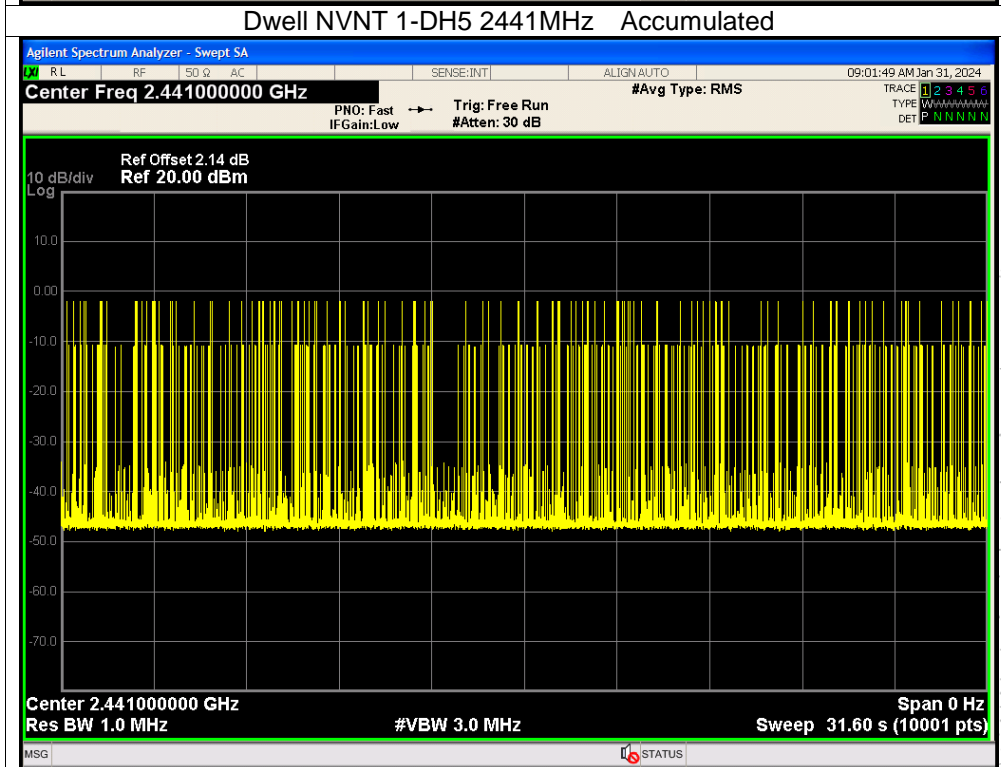 Dwell NVNT 1-DH5 2441MHz Accumulated
Agilent Spectrum Analyzer - Swept SA
LXI RL RF 50 Ω AC SENSE:INT ALIGN AUTO 09:01:49 AM Jan 31, 2024
Center Freq 2.441000000 GHz #Avg Type: RMS TRACE 1 2 3 4 5 6
PNO: Fast Trig: Free Run TYPE WWWWWW
IFGain:Low #Atten: 30 dB DET P N N N N N
Ref Offset 2.14 dB
10 dB/div Ref 20.00 dBm
Log
10.0
0.00
-10.0
-20.0
-30.0
-40.0
-50.0
-60.0
-70.0
Center 2.441000000 GHz Span 0 Hz
Res BW 1.0 MHz #VBW 3.0 MHz Sweep 31.60 s (10001 pts)
MSG STATUS